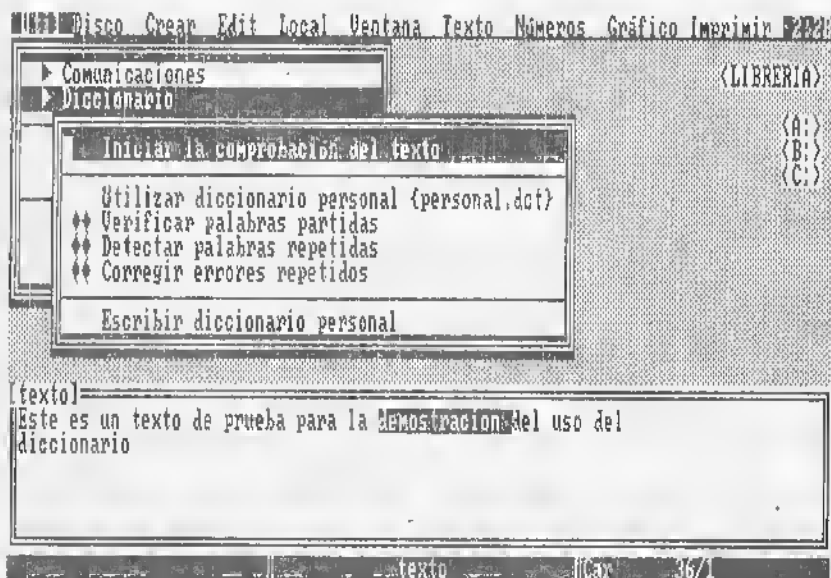 Disco Crear Edit Local Ventana Texto Números Gráfico Imprimir
Comunicaciones
Diccionario
<LIBRERIA>
<A:>
<B:>
<C:>
Iniciar la comprobación del texto
Utilizar diccionario personal {personal.dct}
Verificar palabras partidas
Detectar palabras repetidas
Corregir errores repetidos
Escribir diccionario personal
[texto]
Este es un texto de prueba para la demostracion del uso del
diccionario
texto Car 36/1